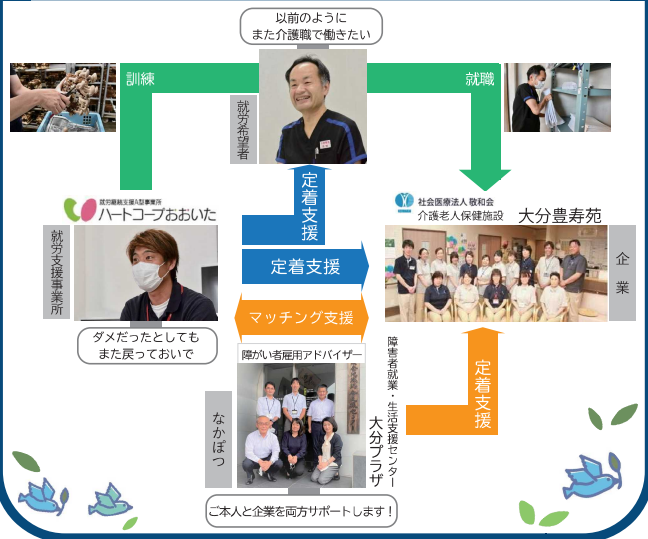 以前のように
また介護職で働きたい
訓練
就職
就労希望者
定着支援
就労継続支援A型事業所
ハートコープおおいた
社会医療法人 敬和会
介護老人保健施設
大分豊寿苑
就労支援事業所
定着支援
企業
マッチング支援
ダメだったとしても
また戻っておいで
障がい者雇用アドバイザー
障害者就業・生活支援センター
大分プラザ
定着支援
なかぽつ
ご本人と企業を両方サポートします！